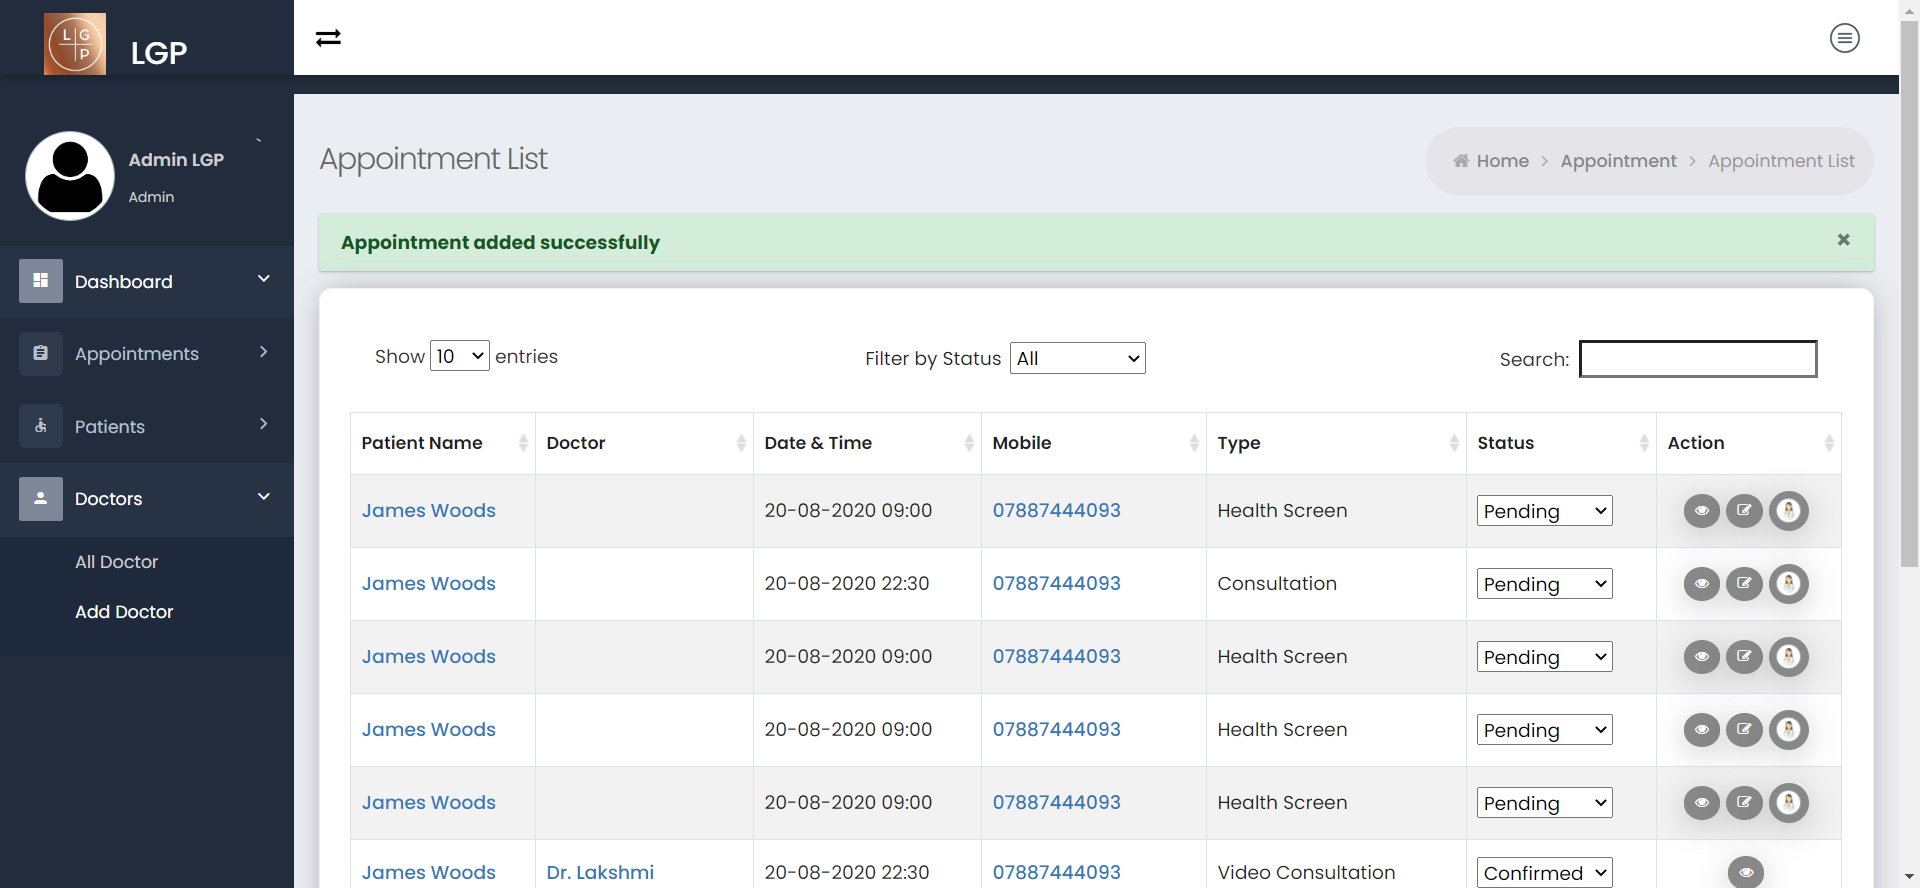 L G P
LGP
Admin LGP
Admin
Dashboard
Appointments
Patients
Doctors
All Doctor
Add Doctor
Appointment List
Home > Appointment > Appointment List
Appointment added successfully ×
Show 10 entries Filter by Status All Search:
Patient Name Doctor Date & Time Mobile Type Status Action
James Woods 20-08-2020 09:00 07887444093 Health Screen Pending
James Woods 20-08-2020 22:30 07887444093 Consultation Pending
James Woods 20-08-2020 09:00 07887444093 Health Screen Pending
James Woods 20-08-2020 09:00 07887444093 Health Screen Pending
James Woods 20-08-2020 09:00 07887444093 Health Screen Pending
James Woods Dr. Lakshmi 20-08-2020 22:30 07887444093 Video Consultation Confirmed